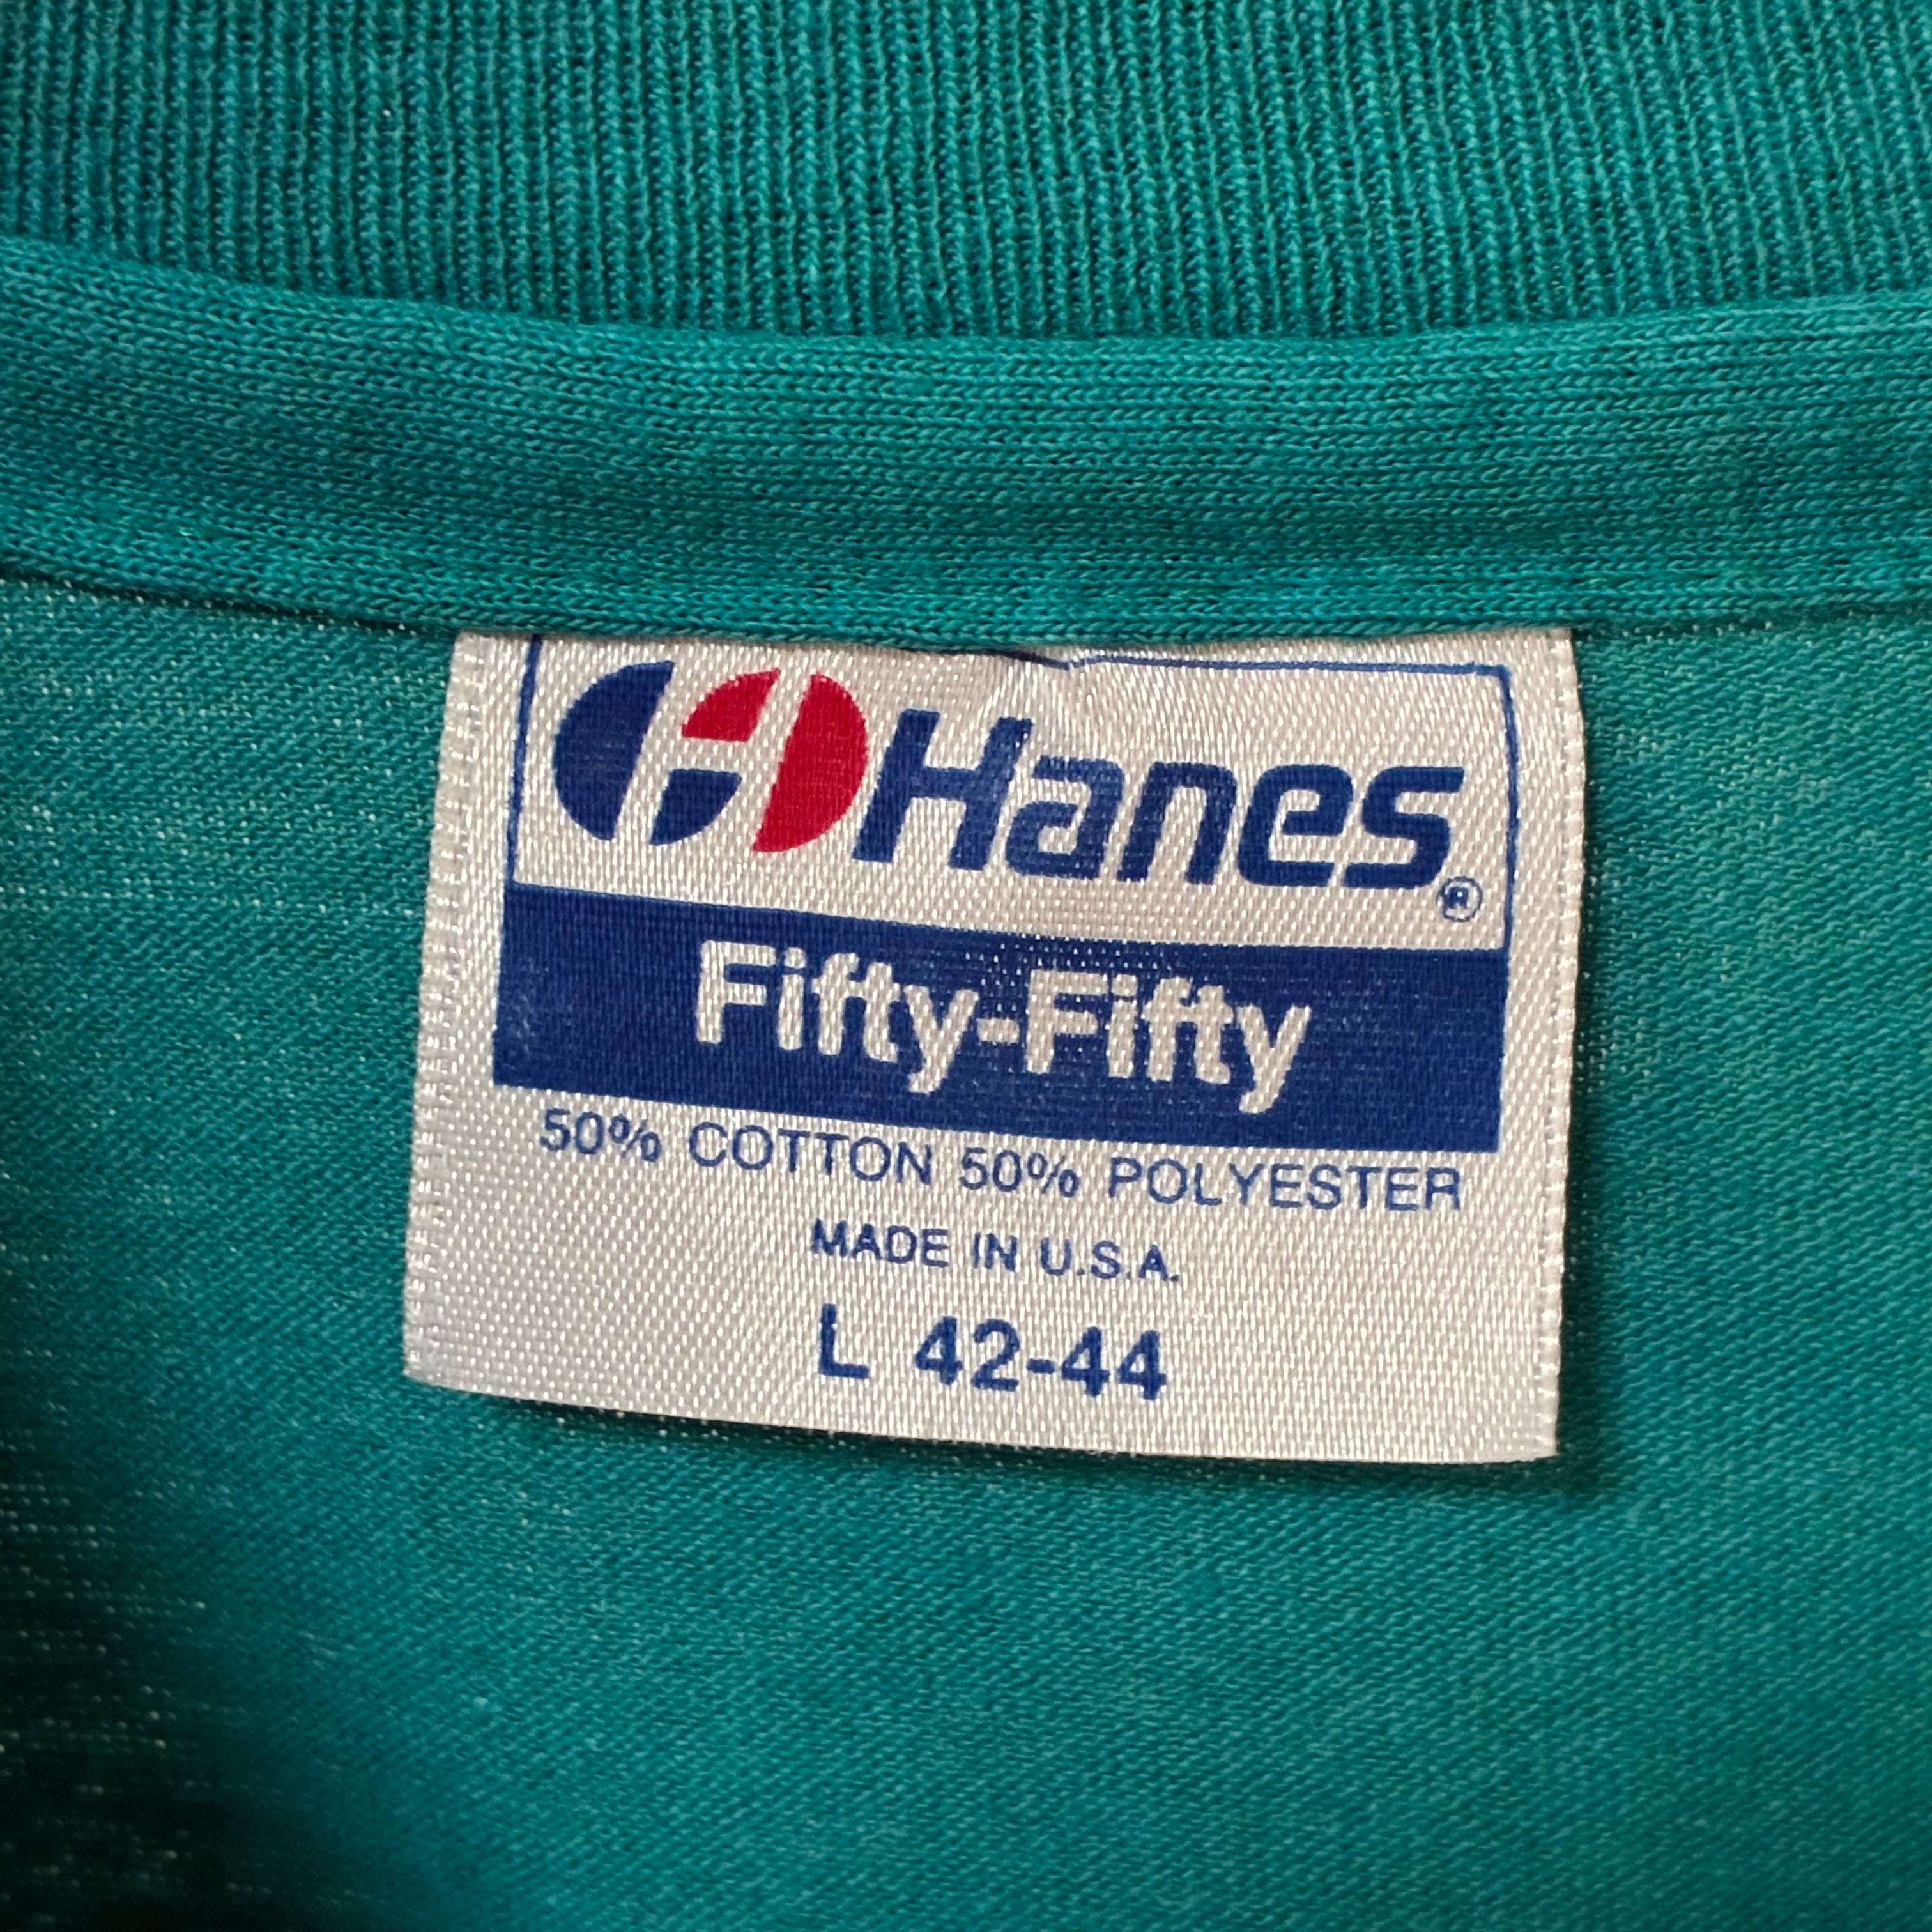 Hanes®
Fifty-Fifty
50% COTTON 50% POLYESTER
MADE IN U.S.A.
L 42-44